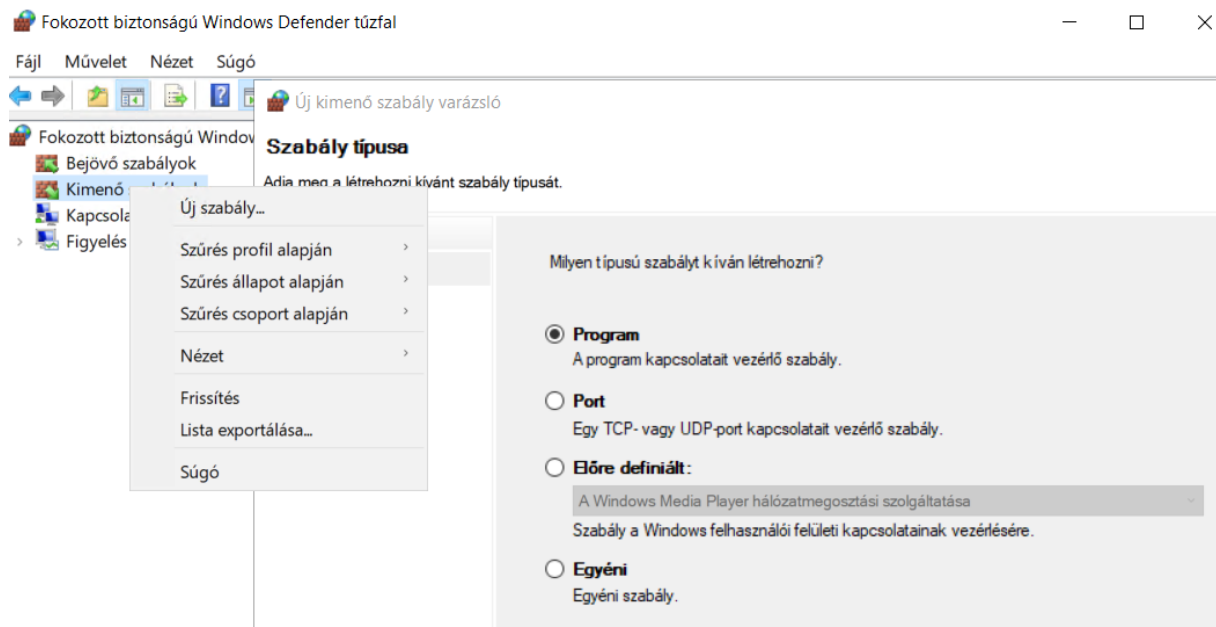 Fokozott biztonságú Windows Defender tűzfal
Fájl Művelet Nézet Súgó
Új kimenő szabály varázsló
Fokozott biztonságú Window
Bejövő szabályok
Kimenő
Kapcsola
Figyelés
Szabály típusa
Adja meg a létrehozni kívánt szabály típusát.
Új szabály...
Szűrés profil alapján
Szűrés állapot alapján
Szűrés csoport alapján
Nézet
Frissítés
Lista exportálása...
Súgó
Milyen típusú szabályt kíván létrehozni?
Program
A program kapcsolatait vezérlő szabály.
Port
Egy TCP- vagy UDP-port kapcsolatait vezérlő szabály.
Előre definiált:
A Windows Media Player hálózatmegosztási szolgáltatása
Szabály a Windows felhasználói felületi kapcsolatainak vezérlésére.
Egyéni
Egyéni szabály.